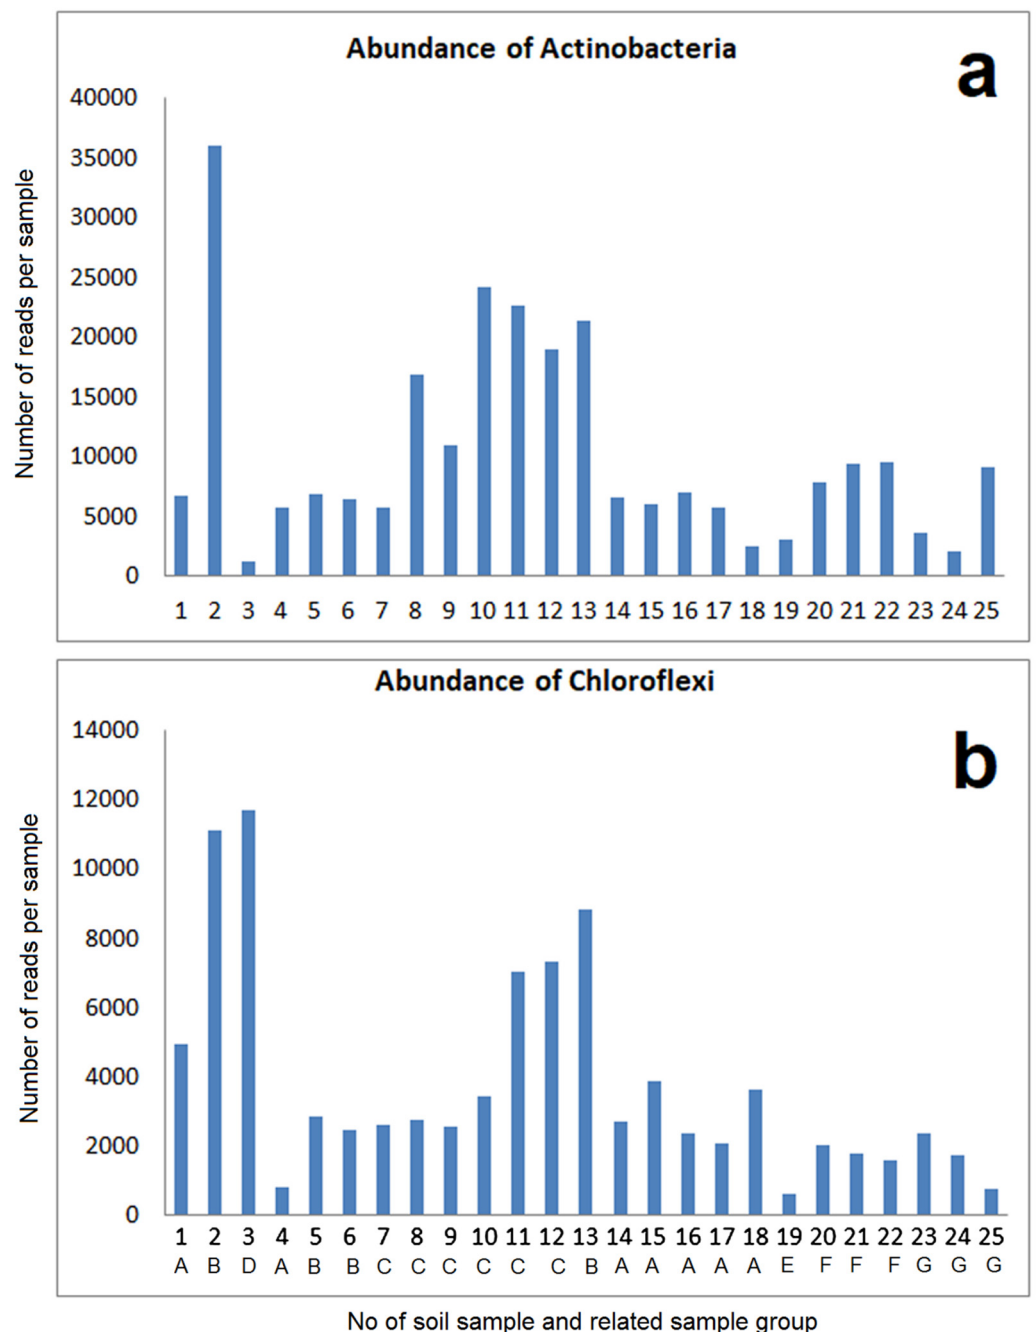 Abundance of Actinobacteria
a
Number of reads per sample
40000
35000
30000
25000
20000
15000
10000
5000
0
1 2 3 4 5 6 7 8 9 10 11 12 13 14 15 16 17 18 19 20 21 22 23 24 25
Abundance of Chloroflexi
b
Number of reads per sample
14000
12000
10000
8000
6000
4000
2000
0
1 2 3 4 5 6 7 8 9 10 11 12 13 14 15 16 17 18 19 20 21 22 23 24 25
A B D A B B C C C C C C B A A A A A E F F F G G G
No of soil sample and related sample group